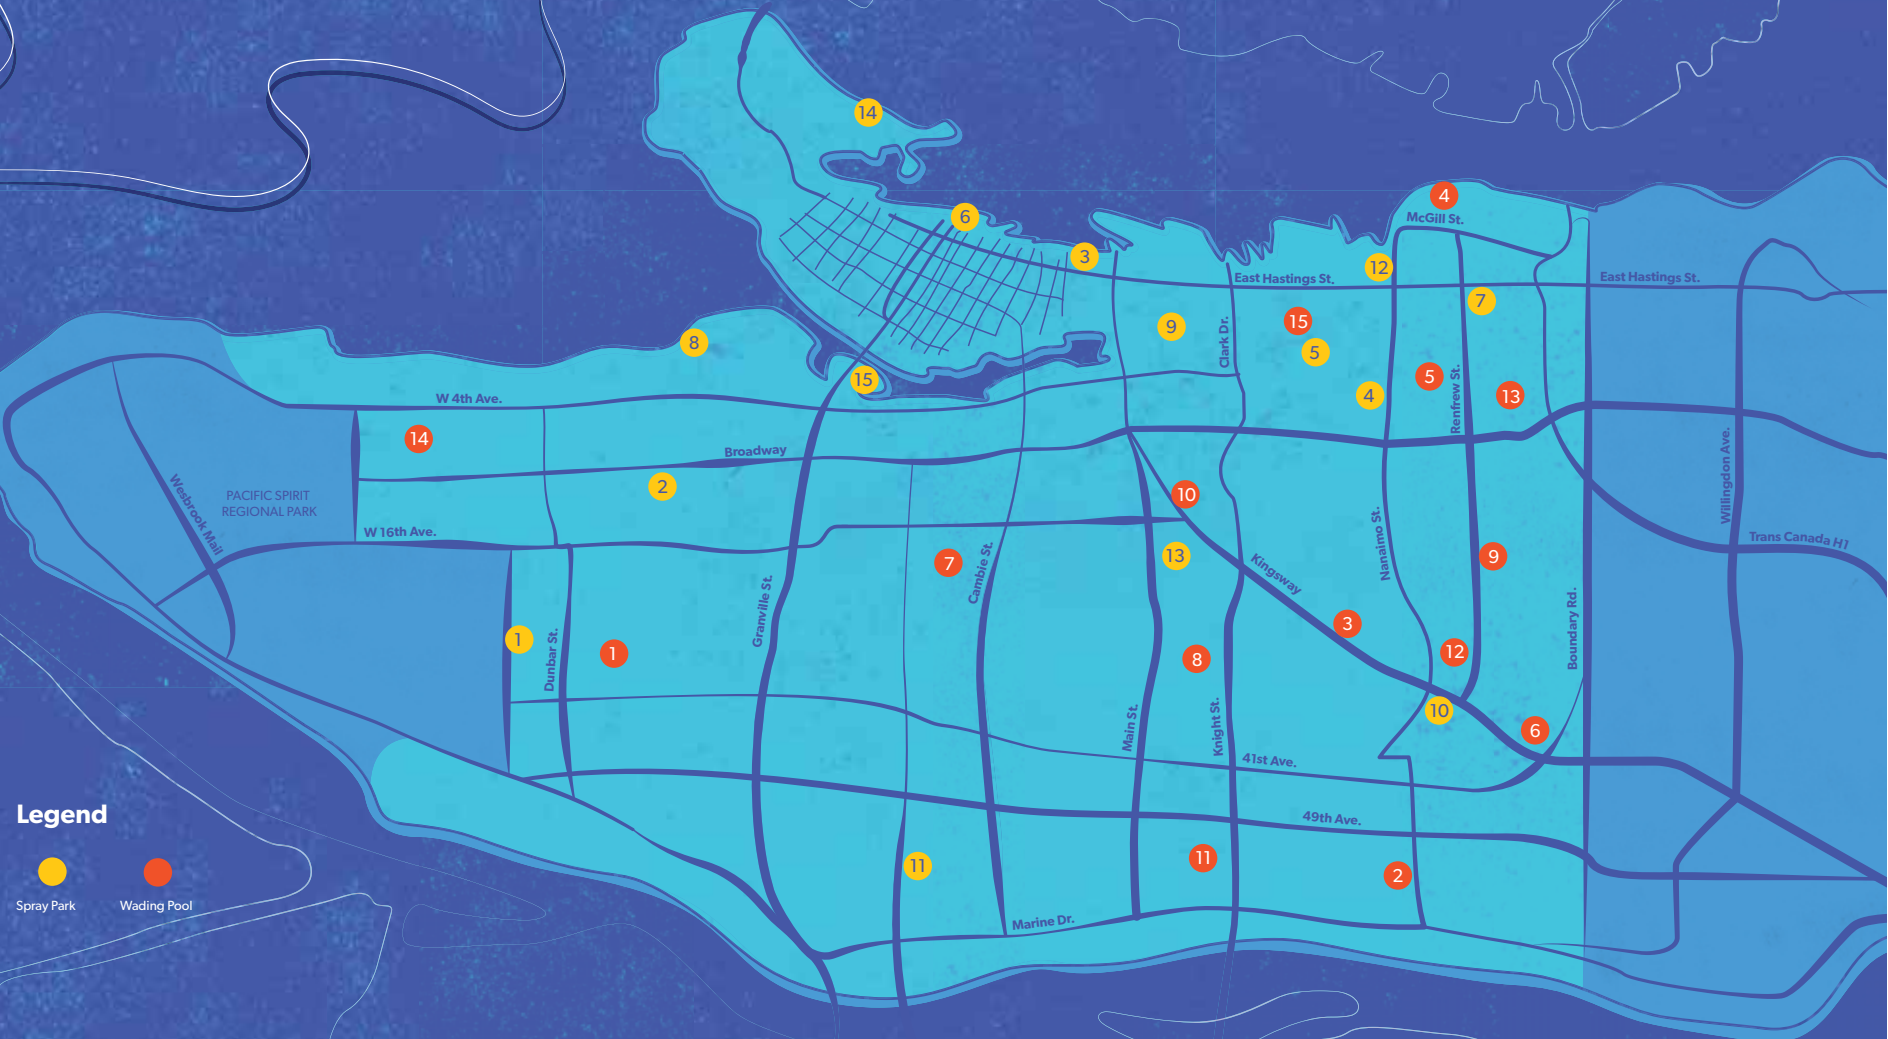 14
6
4
McGill St.
3
12
East Hastings St.
East Hastings St.
7
9
15
5
Clark Dr.
8
15
W 4th Ave.
4
5
13
Renfrew St.
14
Broadway
2
10
Wesbrook Mall
PACIFIC SPIRIT
REGIONAL PARK
W 16th Ave.
Willingdon Ave.
Trans Canada H1
Nanaimo St.
7
Cambie St.
13
Kingsway
9
1
Dunbar St.
1
Granville St.
3
8
12
Boundary Rd.
Main St.
Knight St.
10
6
41st Ave.
49th Ave.
Legend
Spray Park
Wading Pool
11
11
2
Marine Dr.